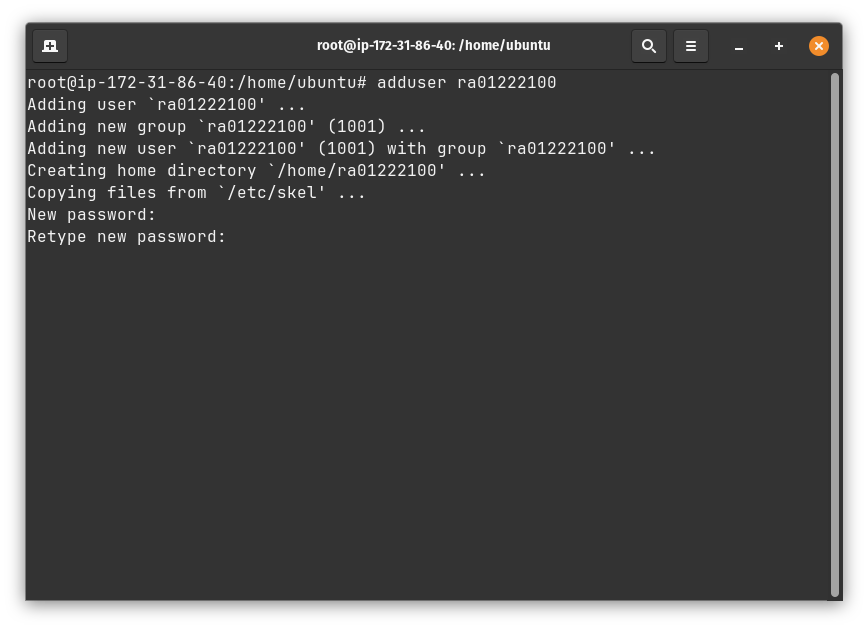 root@ip-172-31-86-40: /home/ubuntu
root@ip-172-31-86-40:/home/ubuntu# adduser ra01222100
Adding user `ra01222100' ...
Adding new group `ra01222100' (1001) ...
Adding new user `ra01222100' (1001) with group `ra01222100' ...
Creating home directory `/home/ra01222100' ...
Copying files from `/etc/skel' ...
New password:
Retype new password: